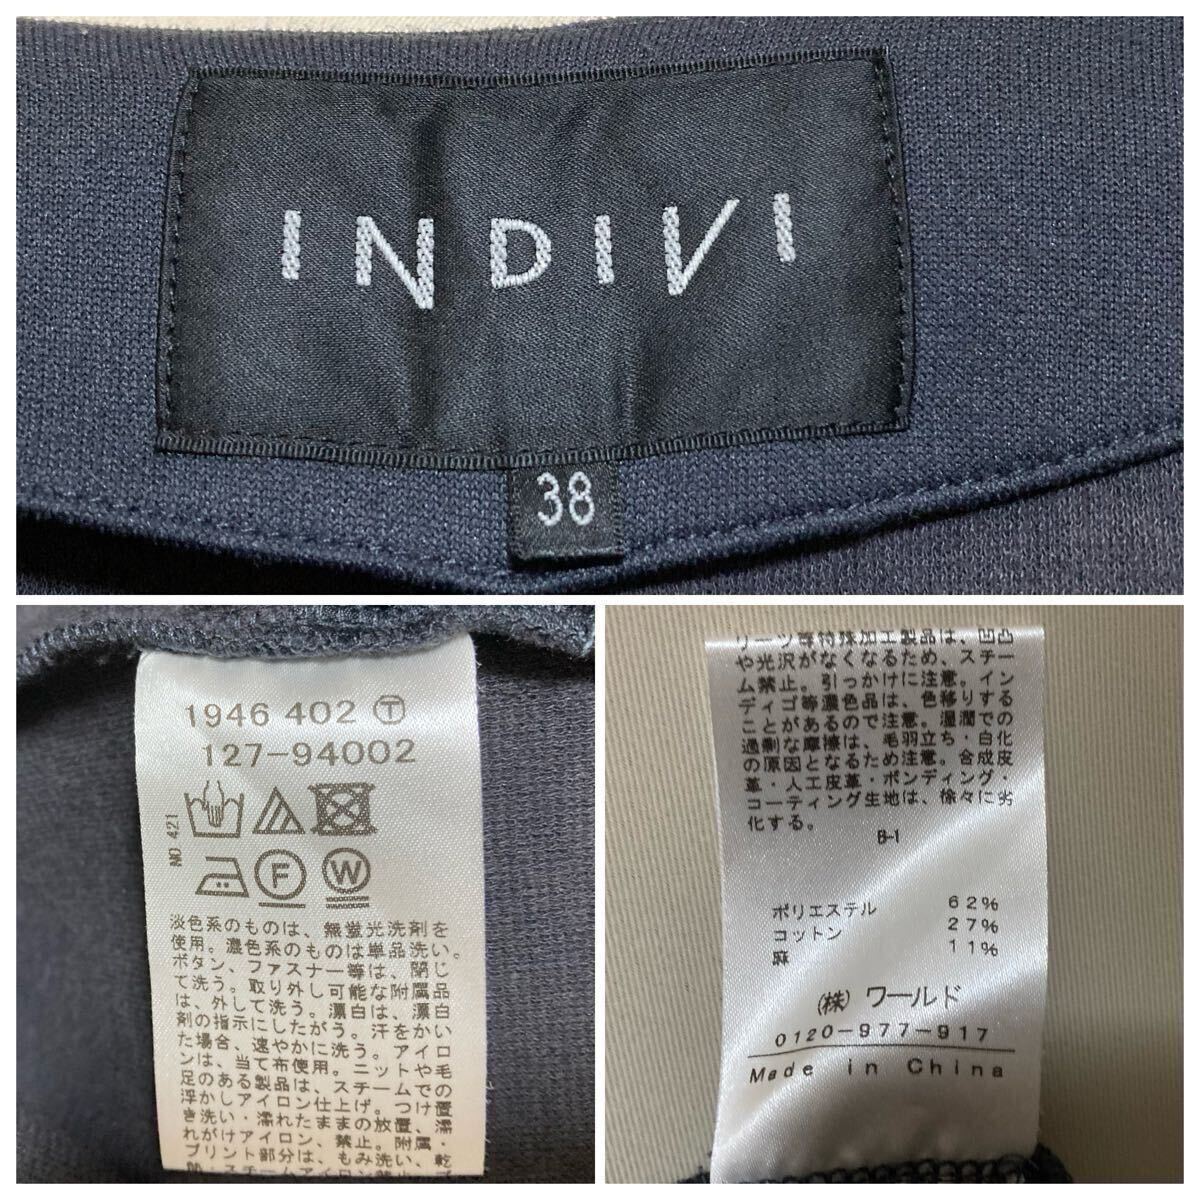 INDIVI
38
1946 402 Ⓣ
127-94002
NO 421
F
W
淡色系のものは、無蛍光洗剤を
使用。濃色系のものは単品洗い。
ボタン、ファスナー等は、閉じ
て洗う。取り外し可能な附属品
は、外して洗う。漂白は、漂白
剤の指示にしたがう。汗をかい
た場合、速やかに洗う。アイロ
ンは、当て布使用。ニットや毛
足のある製品は、スチームでの
浮かしアイロン仕上げ。つけ置
き洗い・濡れたままの放置、濡
れがけアイロン、禁止。附属・
プリント部分は、もみ洗い、乾
リーツ等特殊加工製品は、凹凸
や光沢がなくなるため、スチー
ム禁止。引っかけに注意。イン
ディゴ等濃色品は、色移りする
ことがあるので注意。湿潤での
過剰な摩擦は、毛羽立ち・白化
の原因となるため注意。合成皮
革・人工皮革・ボンディング・
コーティング生地は、徐々に劣
化する。
B-1
ポリエステル 62%
コットン 27%
麻 11%
(株) ワールド
0120-977-917
Made in China